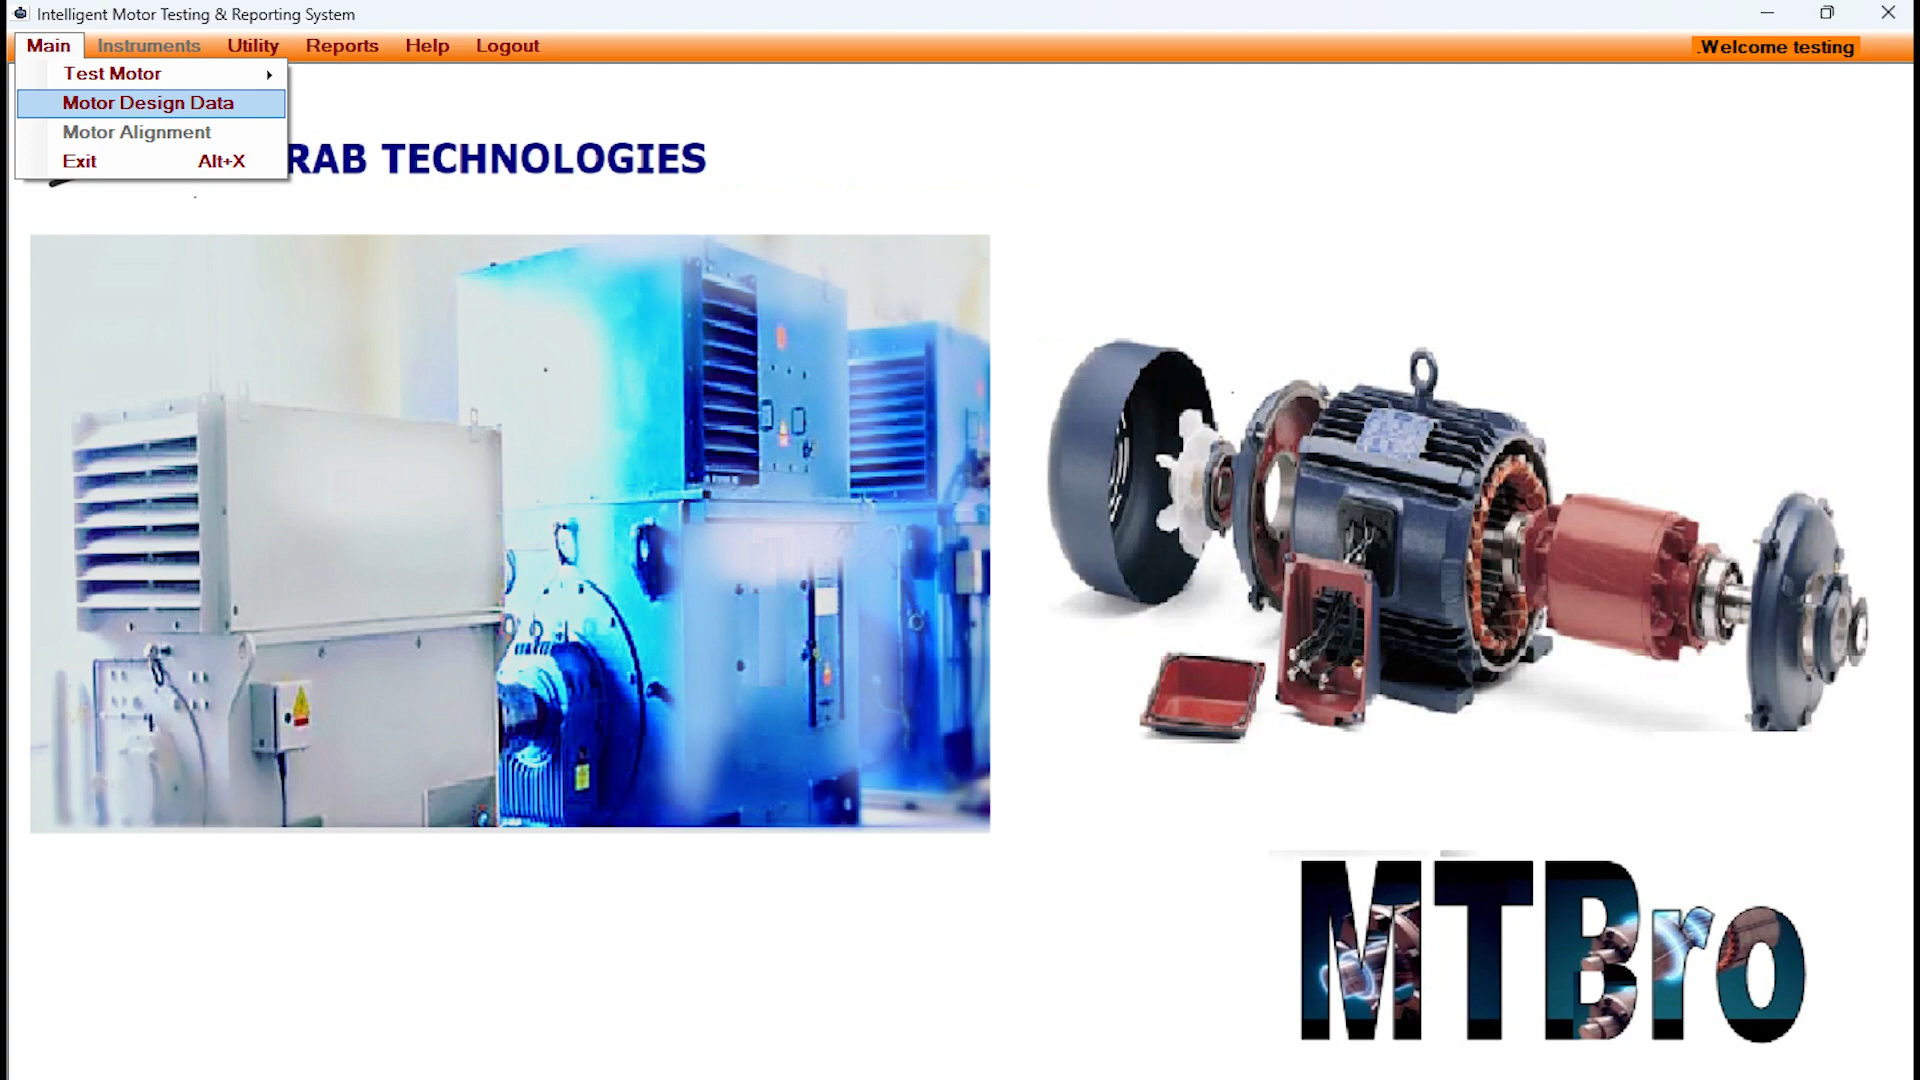 Intelligent Motor Testing & Reporting System
Main Instruments Utility Reports Help Logout
.Welcome testing
Test Motor
Motor Design Data
Motor Alignment
Exit Alt+X
RAB TECHNOLOGIES
MTBro